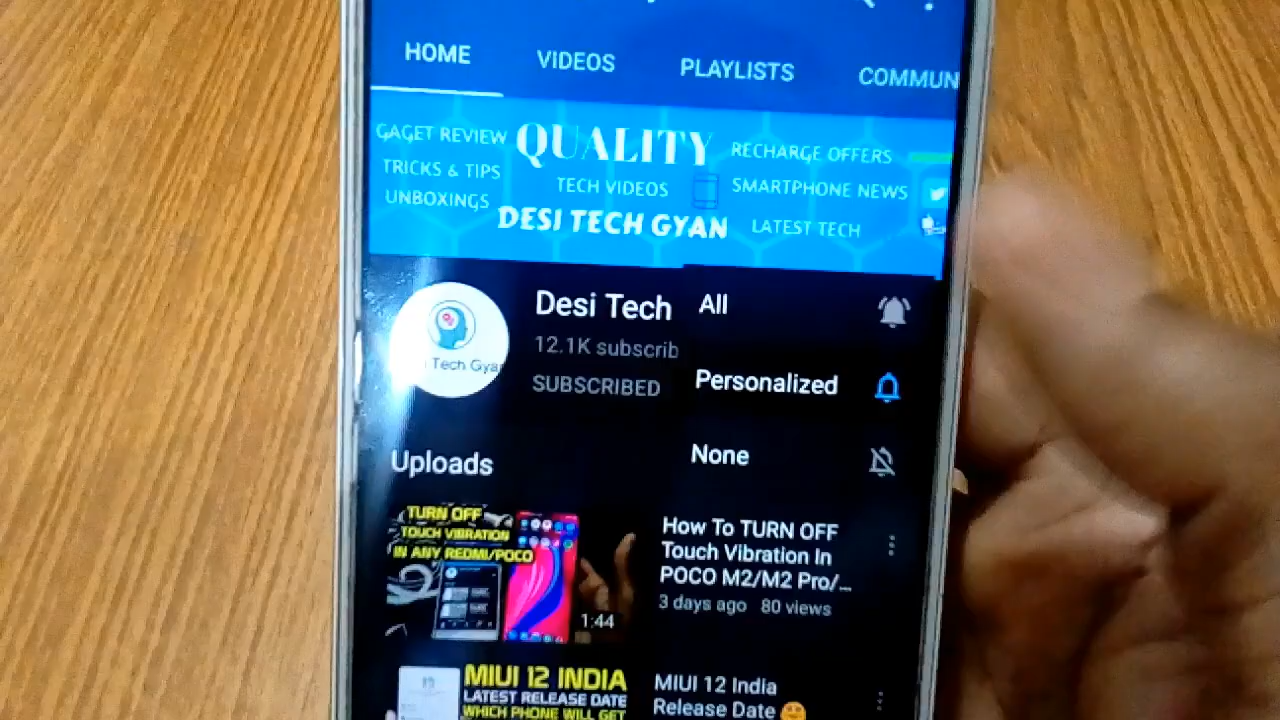 HOME VIDEOS PLAYLISTS COMMUN
GAGET REVIEW QUALITY RECHARGE OFFERS
TRICKS & TIPS TECH VIDEOS SMARTPHONE NEWS
UNBOXINGS DESI TECH GYAN LATEST TECH
Tech Gyan
Desi Tech
12.1K subscrib
SUBSCRIBED
All
Personalized
None
Uploads
TURN OFF
TOUCH VIBRATION
IN ANY REDMI/POCO
1:44
How To TURN OFF
Touch Vibration In
POCO M2/M2 Pro/...
3 days ago 80 views
MIUI 12 INDIA
LATEST RELEASE DATE
WHICH PHONE WILL GET
MIUI 12 India
Release Date